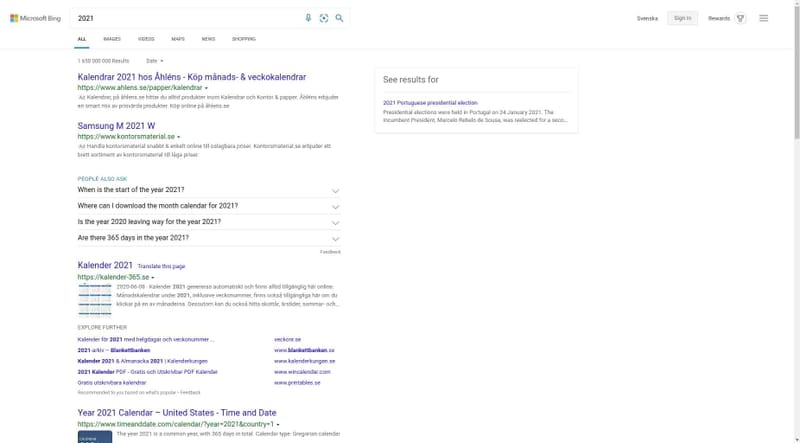 Microsoft Bing
2021
Svenska
Sign in
Rewards
ALL
IMAGES
VIDEOS
MAPS
NEWS
SHOPPING
1 630 000 000 Results
Date
Kalendrar 2021 hos Åhléns - Köp månads- & veckokalendrar
https://www.ahlens.se/papper/kalendrar
Ad Kalendrar, på åhlens.se hittar du alltid produkter inom Kalendrar och Kontor & papper. Åhléns erbjuder
en smart mix av prisvärda produkter. Köp online på åhlens.se
Samsung M 2021 W
https://www.kontorsmaterial.se
Ad Handla kontorsmaterial snabbt & enkelt online till oslagbara priser. Kontorsmaterial.se erbjuder ett
brett sortiment av kontorsmaterial till låga priser
See results for
2021 Portuguese presidential election
Presidential elections were held in Portugal on 24 January 2021. The
incumbent President, Marcelo Rebelo de Sousa, was reelected for a seco...
PEOPLE ALSO ASK
When is the start of the year 2021?
Where can I download the month calendar for 2021?
Is the year 2020 leaving way for the year 2021?
Are there 365 days in the year 2021?
Feedback
Kalender 2021 Translate this page
https://kalender-365.se
2020-06-08 · Kalender 2021 genereras automatiskt och finns alltid tillgänglig här online.
Månadskalendrar under 2021, inklusive veckonummer, finns också tillgängliga här om du
klickar på en av månaderna. Dessutom kan du också hitta skottår, årstider, sommar- och...
EXPLORE FURTHER
Kalender för 2021 med helgdagar och veckonummer ...
veckonr.se
2021 arkiv – Blankettbanken
www.blankettbanken.se
Kalender 2021 & Almanacka 2021 | Kalenderkungen
www.kalenderkungen.se
2021 Kalender PDF - Gratis och Utskrivbar PDF Kalender
www.wincalendar.com
Gratis utskrivbara kalendrar
www.printables.se
Recommended to you based on what's popular • Feedback
Year 2021 Calendar – United States - Time and Date
https://www.timeanddate.com/calendar/?year=2021&country=1
The year 2021 is a common year, with 365 days in total. Calendar type: Gregorian calendar